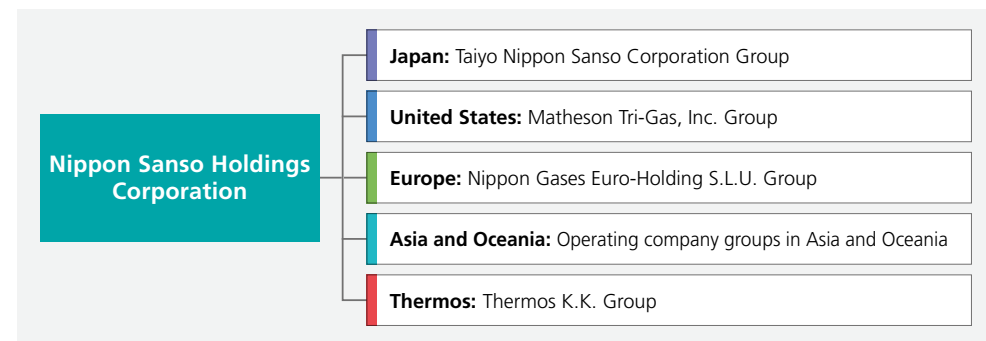 Nippon Sanso Holdings
Corporation
Japan: Taiyo Nippon Sanso Corporation Group
United States: Matheson Tri-Gas, Inc. Group
Europe: Nippon Gases Euro-Holding S.L.U. Group
Asia and Oceania: Operating company groups in Asia and Oceania
Thermos: Thermos K.K. Group